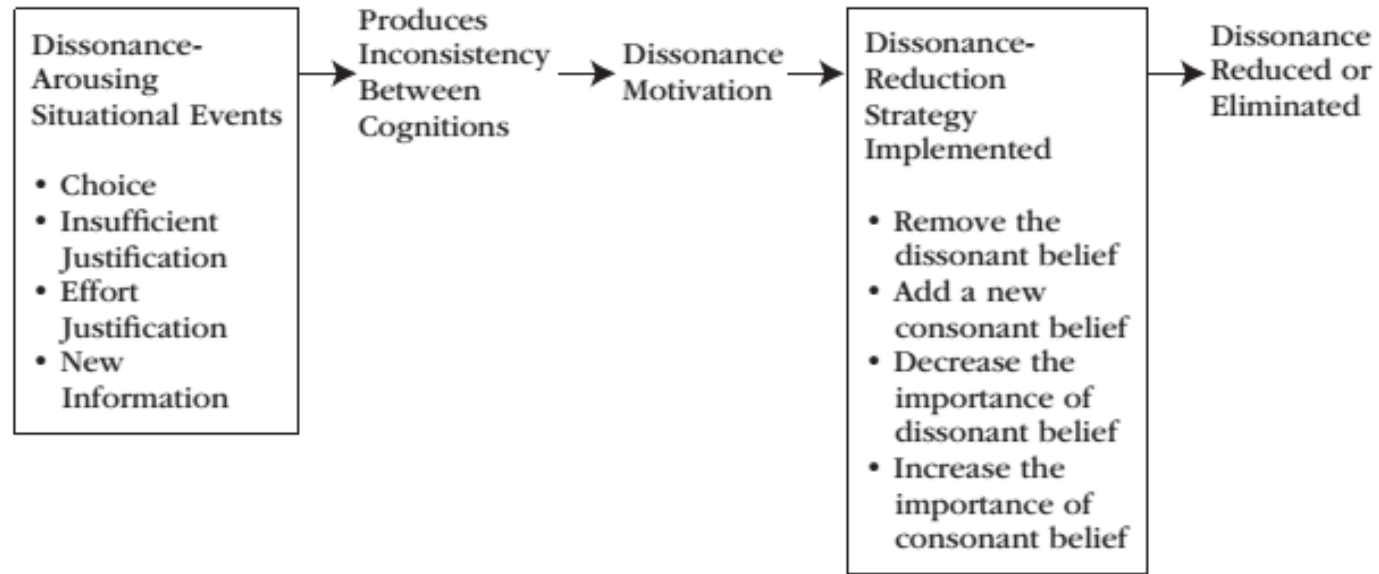 Dissonance-
Arousing
Situational Events
• Choice
• Insufficient
Justification
• Effort
Justification
• New
Information
Produces
Inconsistency
Between
Cognitions
Dissonance
Motivation
Dissonance-
Reduction
Strategy
Implemented
• Remove the
dissonant belief
• Add a new
consonant belief
• Decrease the
importance of
dissonant belief
• Increase the
importance of
consonant belief
Dissonance
Reduced or
Eliminated